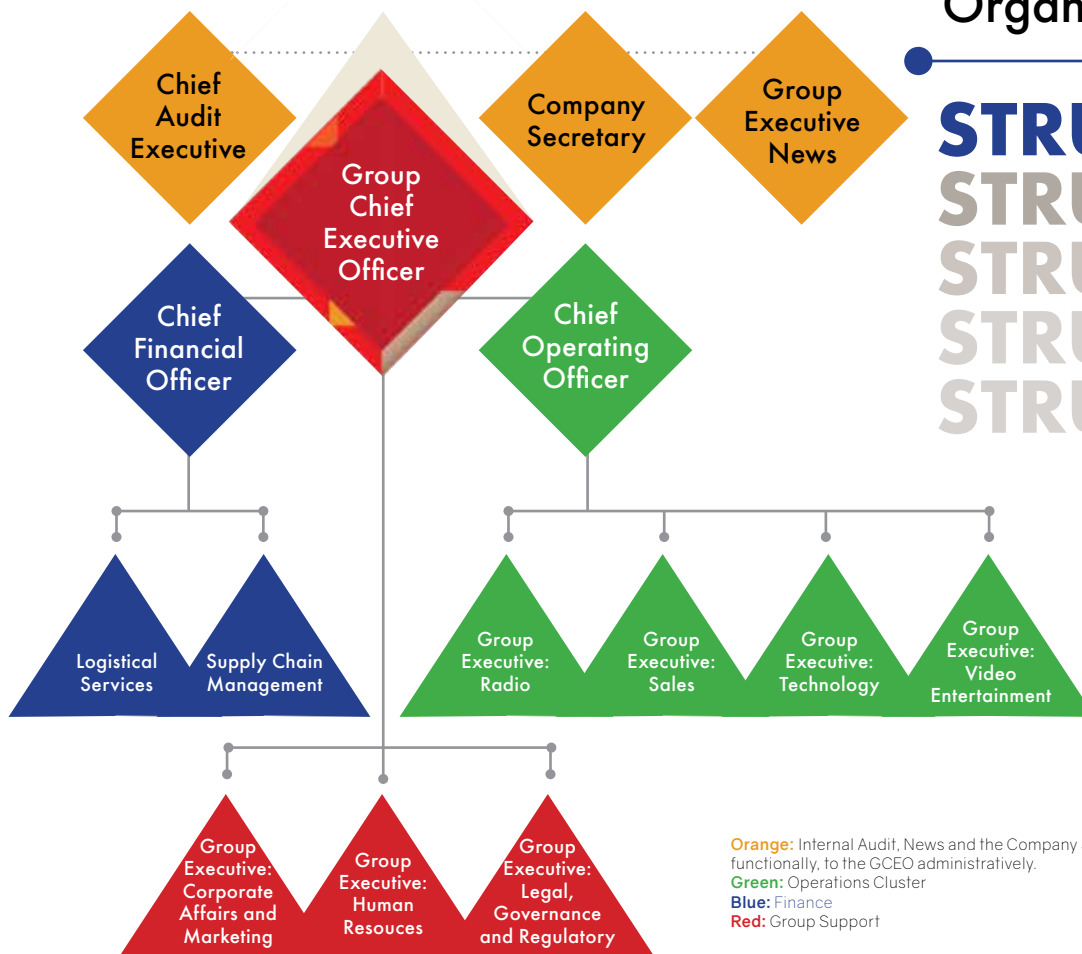 Organ
STRU
STRU
STRU
STRU
STRU
Chief
Audit
Executive
Company
Secretary
Group
Executive
News
Group
Chief
Executive
Officer
Chief
Financial
Officer
Chief
Operating
Officer
Logistical
Services
Supply Chain
Management
Group
Executive:
Radio
Group
Executive:
Sales
Group
Executive:
Technology
Group
Executive:
Video
Entertainment
Group
Executive:
Corporate
Affairs and
Marketing
Group
Executive:
Human
Resouces
Group
Executive:
Legal,
Governance
and Regulatory
Orange: Internal Audit, News and the Company
functionally, to the GCEO administratively.
Green: Operations Cluster
Blue: Finance
Red: Group Support